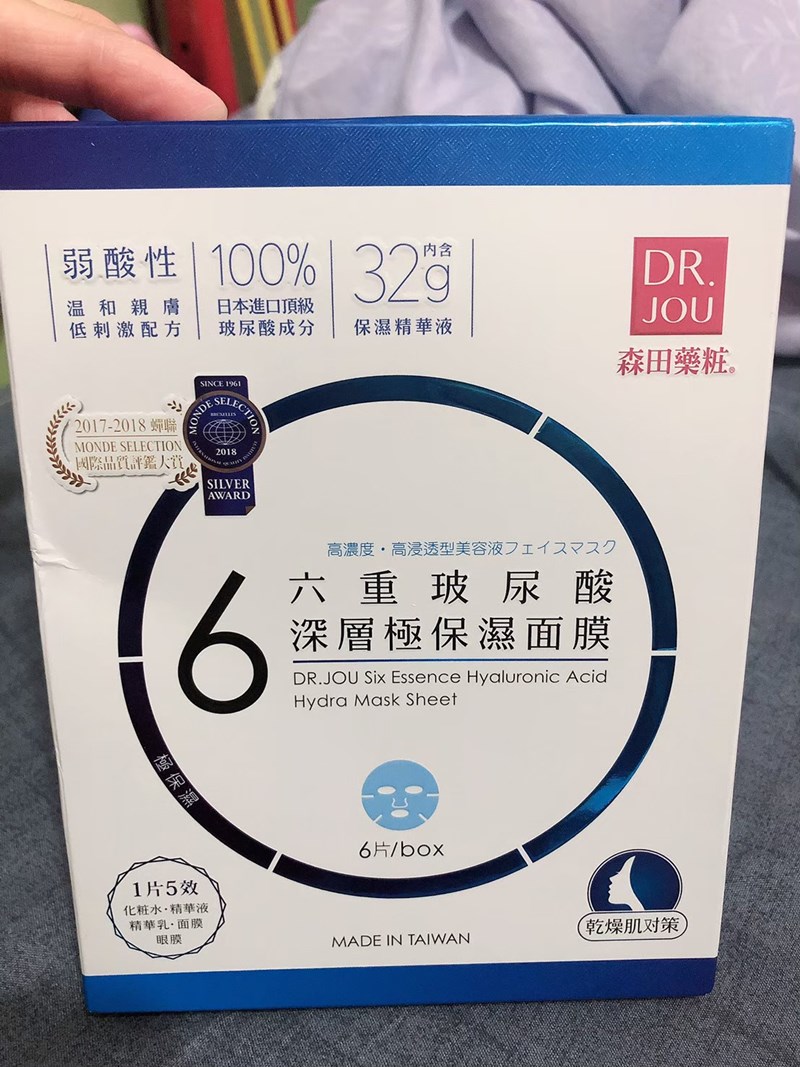 弱酸性
溫和親膚
低刺激配方
100%
日本進口頂級
玻尿酸成分
內含
32g
保濕精華液
DR.
JOU
森田藥粧®
2017-2018 蟬聯
MONDE SELECTION
國際品質評鑑大賞
SINCE 1961
MONDE SELECTION
BRUXELLES
INTERNATIONAL QUALITY INSTITUTE
2018
SILVER
AWARD
高濃度・高浸透型美容液フェイスマスク
6
六重玻尿酸
深層極保濕面膜
DR.JOU Six Essence Hyaluronic Acid
Hydra Mask Sheet
極保濕
6片/box
1片5效
化粧水・精華液
精華乳・面膜
眼膜
MADE IN TAIWAN
乾燥肌対策